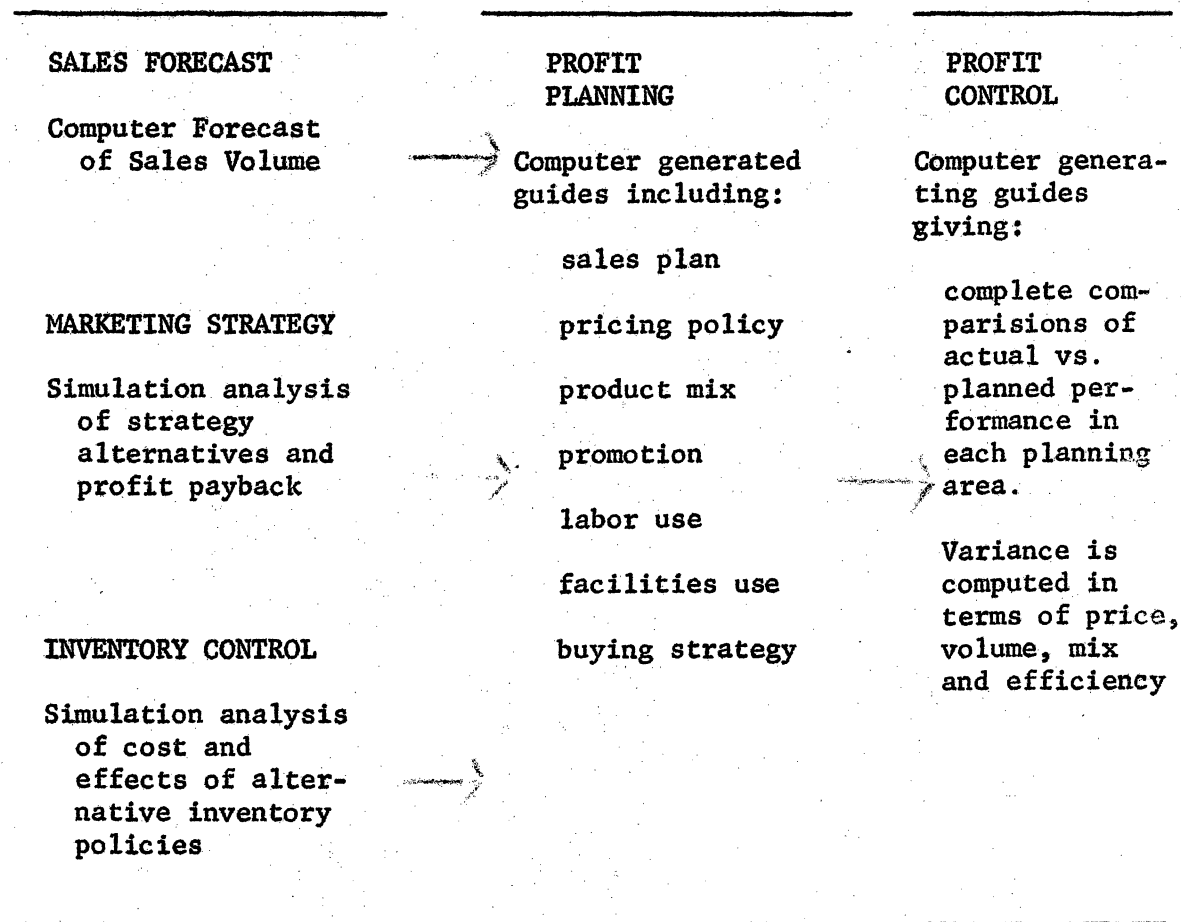 SALES FORECAST
Computer Forecast
of Sales Volume
MARKETING STRATEGY
Simulation analysis
of strategy
alternatives and
profit payback
INVENTORY CONTROL
Simulation analysis
of cost and
effects of alter-
native inventory
policies
PROFIT
PLANNING
Computer generated
guides including:
sales plan
pricing policy
product mix
promotion
labor use
facilities use
buying strategy
PROFIT
CONTROL
Computer genera-
ting guides
giving:
complete com-
parisions of
actual vs.
planned per-
formance in
each planning
area.
Variance is
computed in
terms of price,
volume, mix
and efficiency